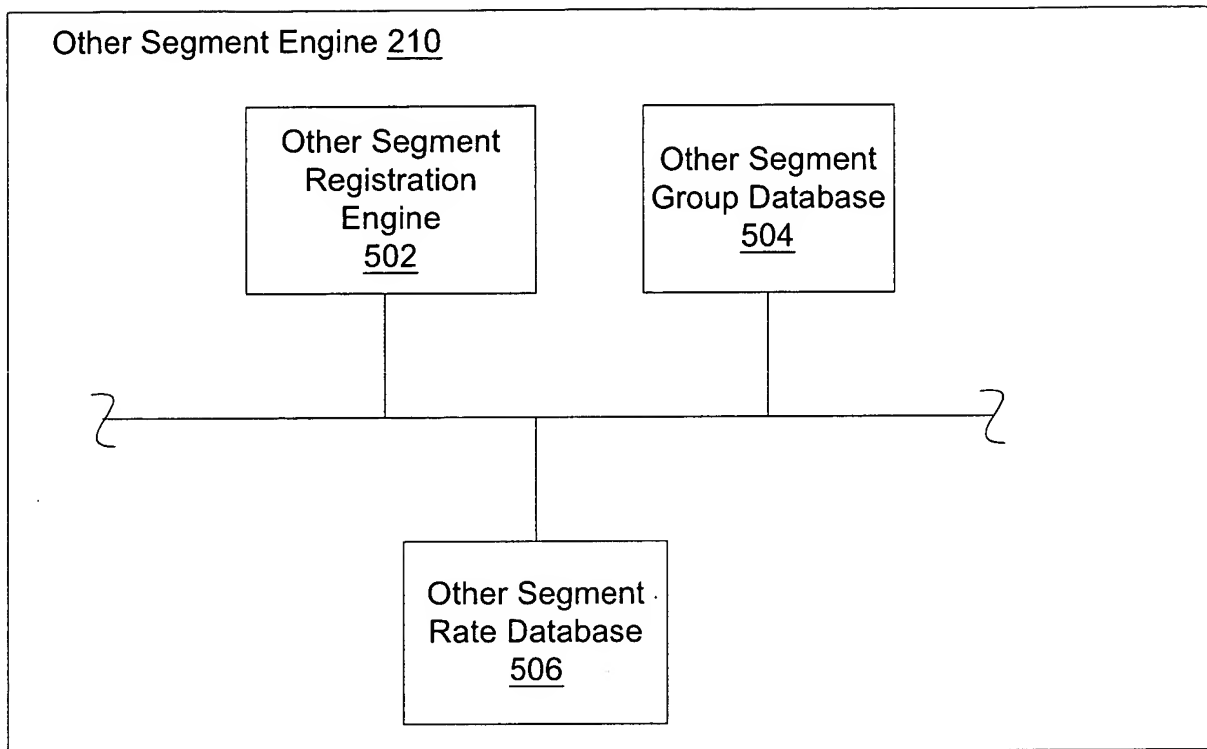 Other Segment Engine 210
Other Segment
Registration
Engine
502
Other Segment
Group Database
504
Other Segment
Rate Database
506